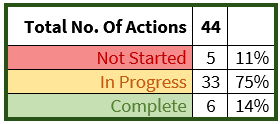 Total No. Of Actions 44
Not Started 5 11%
In Progress 33 75%
Complete 6 14%